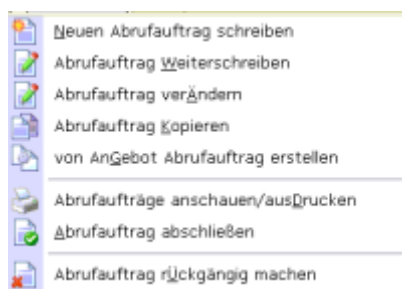 Neuen Abrufauftrag schreiben
Abrufauftrag Weiterschreiben
Abrufauftrag verÄndern
Abrufauftrag Kopieren
von AnGebot Abrufauftrag erstellen
Abrufaufträge anschauen/ausDrucken
Abrufauftrag abschließen
Abrufauftrag rÜckgängig machen